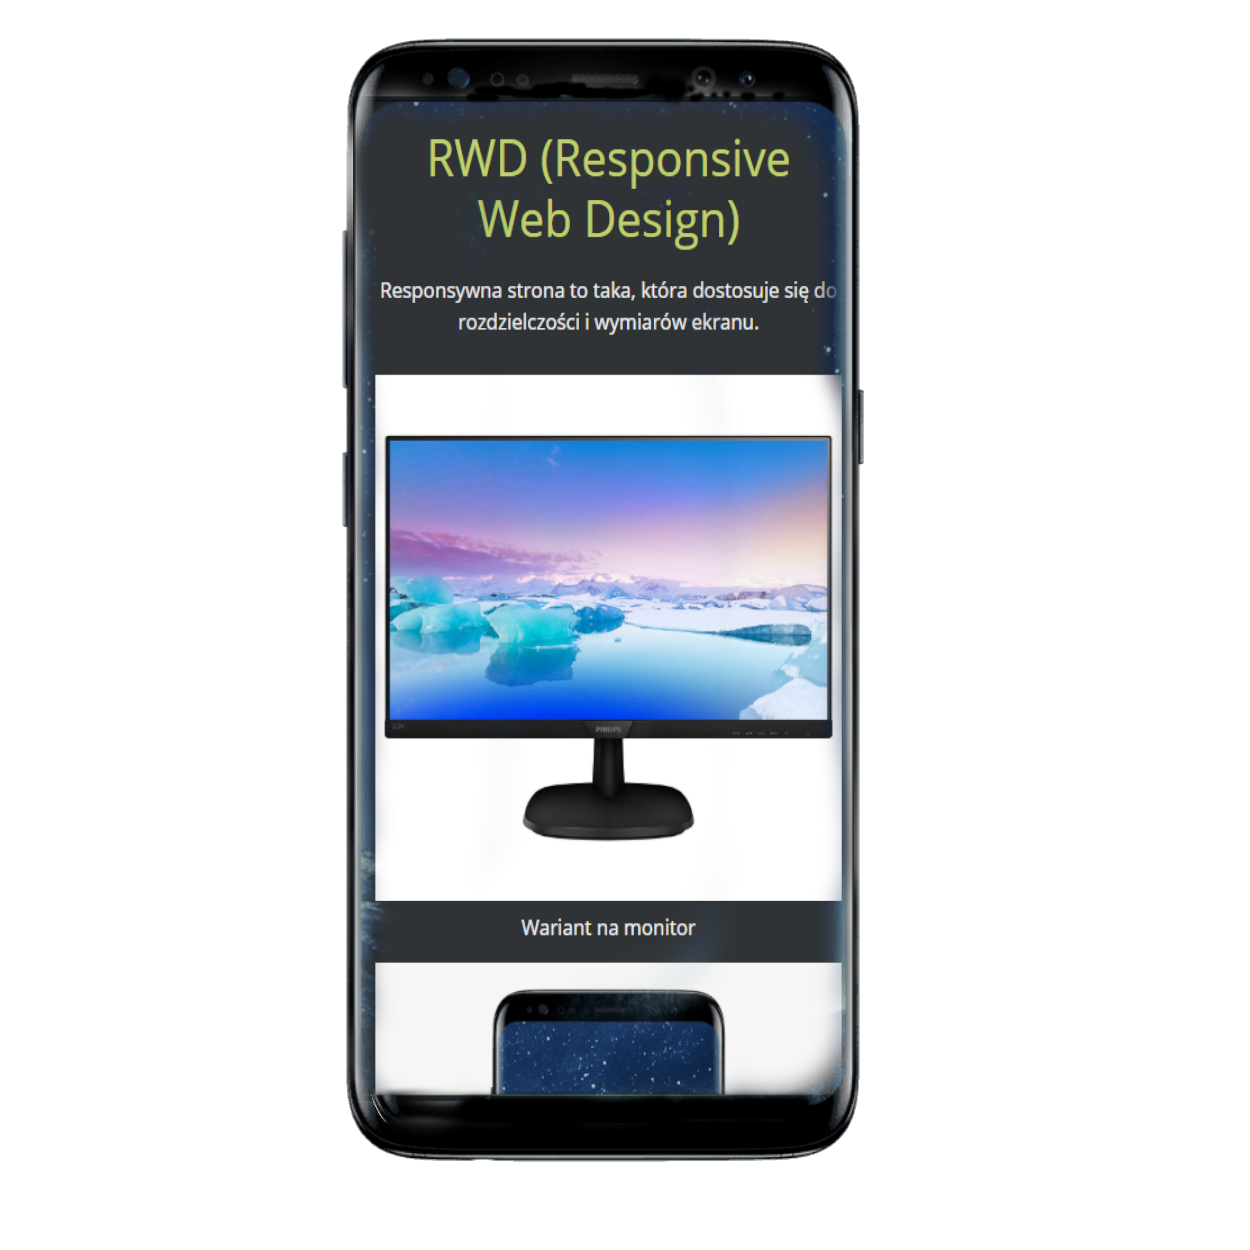 RWD (Responsive
Web Design)
Responsywna strona to taka, która dostosuje się do
rozdzielczości i wymiarów ekranu.
PHILIPS
Wariant na monitor